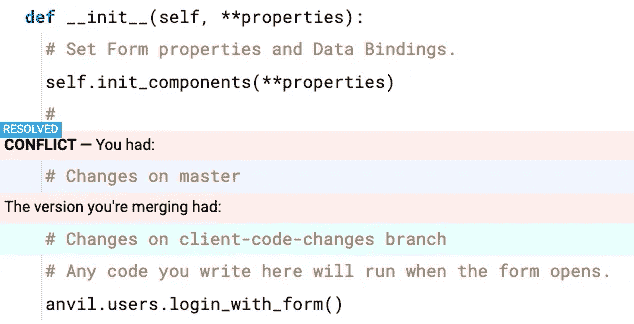 def __init__(self, **properties):
# Set Form properties and Data Bindings.
self.init_components(**properties)
#
RESOLVED
CONFLICT — You had:
# Changes on master
The version you're merging had:
# Changes on client-code-changes branch
# Any code you write here will run when the form opens.
anvil.users.login_with_form()